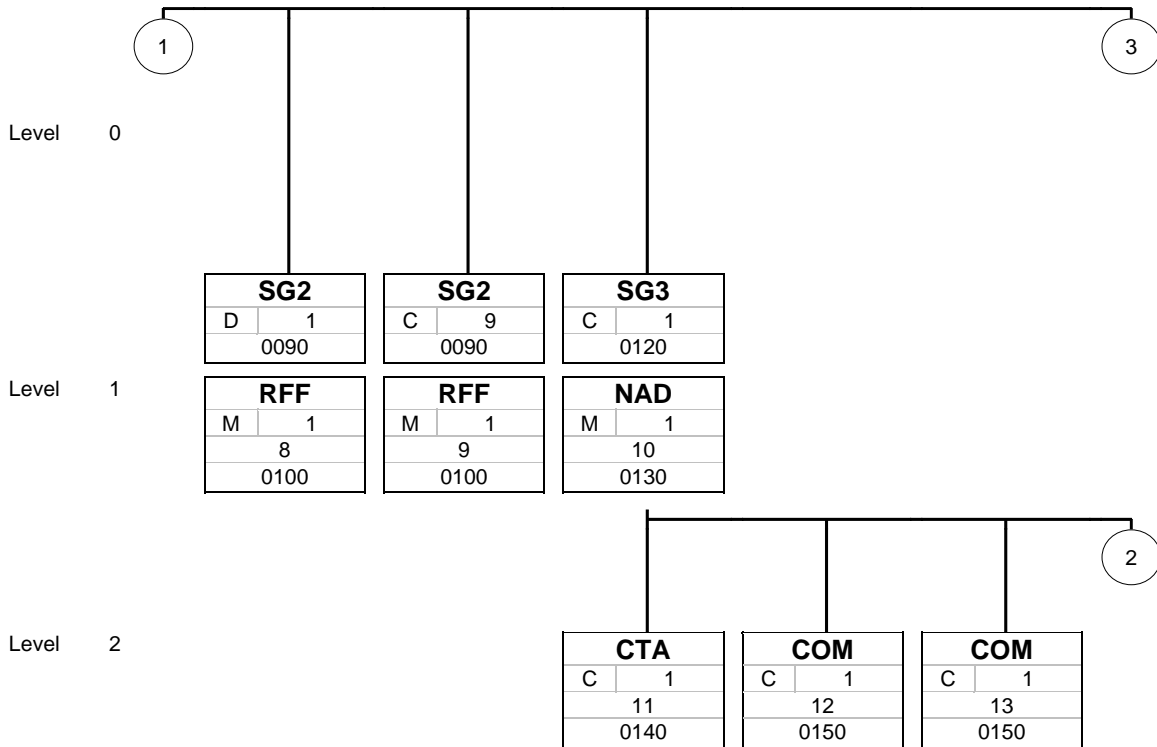 1 3
Level 0
SG2 SG2 SG3
D 1 C 9 C 1
0090 0090 0120
Level 1
RFF RFF NAD
M 1 M 1 M 1
8 9 10
0100 0100 0130
2
Level 2
CTA COM COM
C 1 C 1 C 1
11 12 13
0140 0150 0150